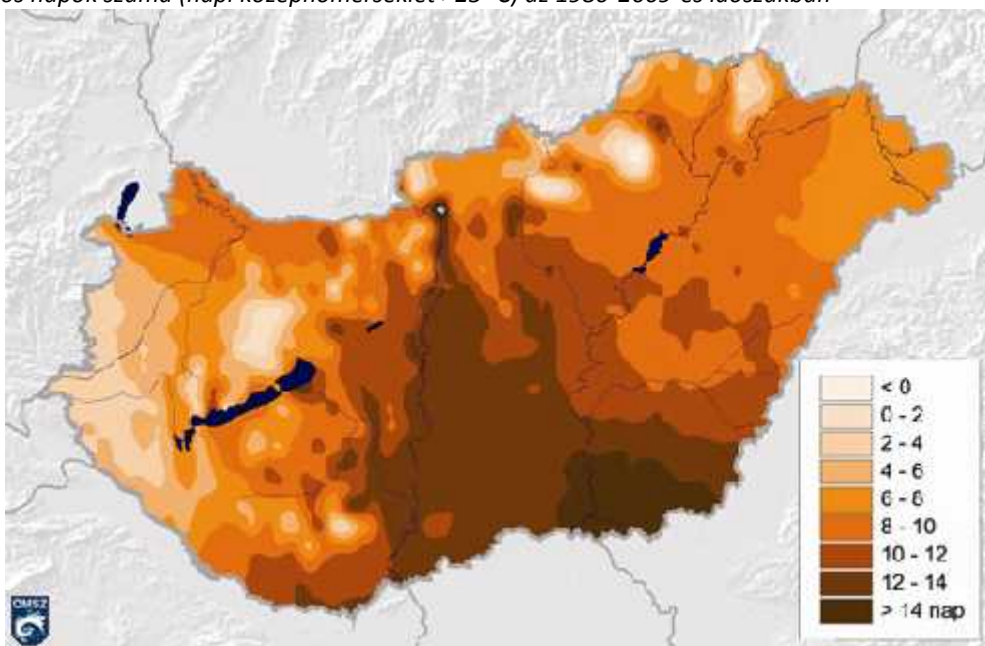 os napok száma (napi középhőmérséklet > 25 °C) az 1980-2009-es időszakban
< 0
0 - 2
2 - 4
4 - 6
6 - 8
8 - 10
10 - 12
12 - 14
> 14 nap
OMSZ